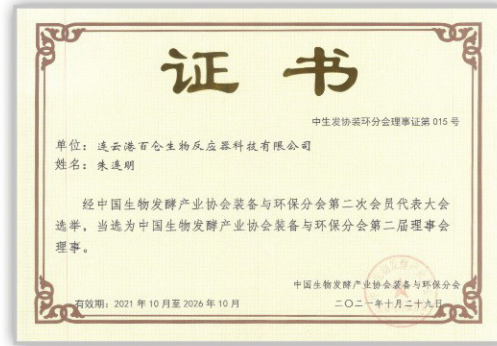 证书
中生发协装环分会理事证第 015 号
单位：连云港百仑生物反应器科技有限公司
姓名：朱连明
经中国生物发酵产业协会装备与环保分会第二次会员代表大会
选举，当选为中国生物发酵产业协会装备与环保分会第二届理事会
理事。
中国生物发酵产业协会装备与环保分会
有效期：2021 年 10 月至 2026 年 10 月
二〇二一年十月二十九日